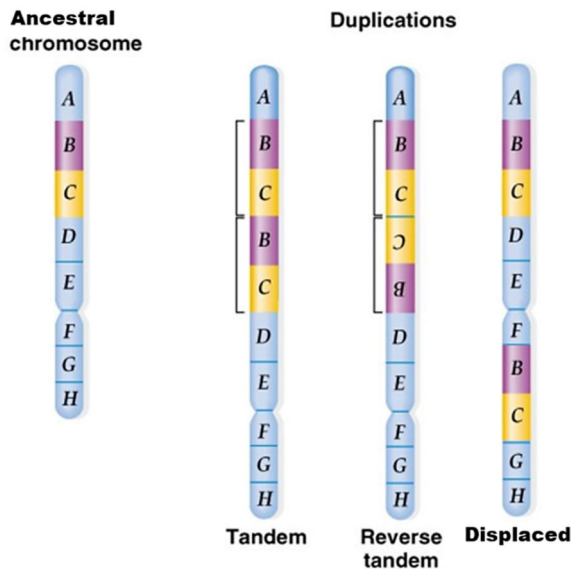 Ancestral
chromosome
Duplications
A
B
C
D
E
F
G
H
A
B
C
B
C
D
E
F
G
H
A
B
C
C
B
D
E
F
G
H
A
B
C
D
E
F
B
C
G
H
Tandem
Reverse
tandem
Displaced